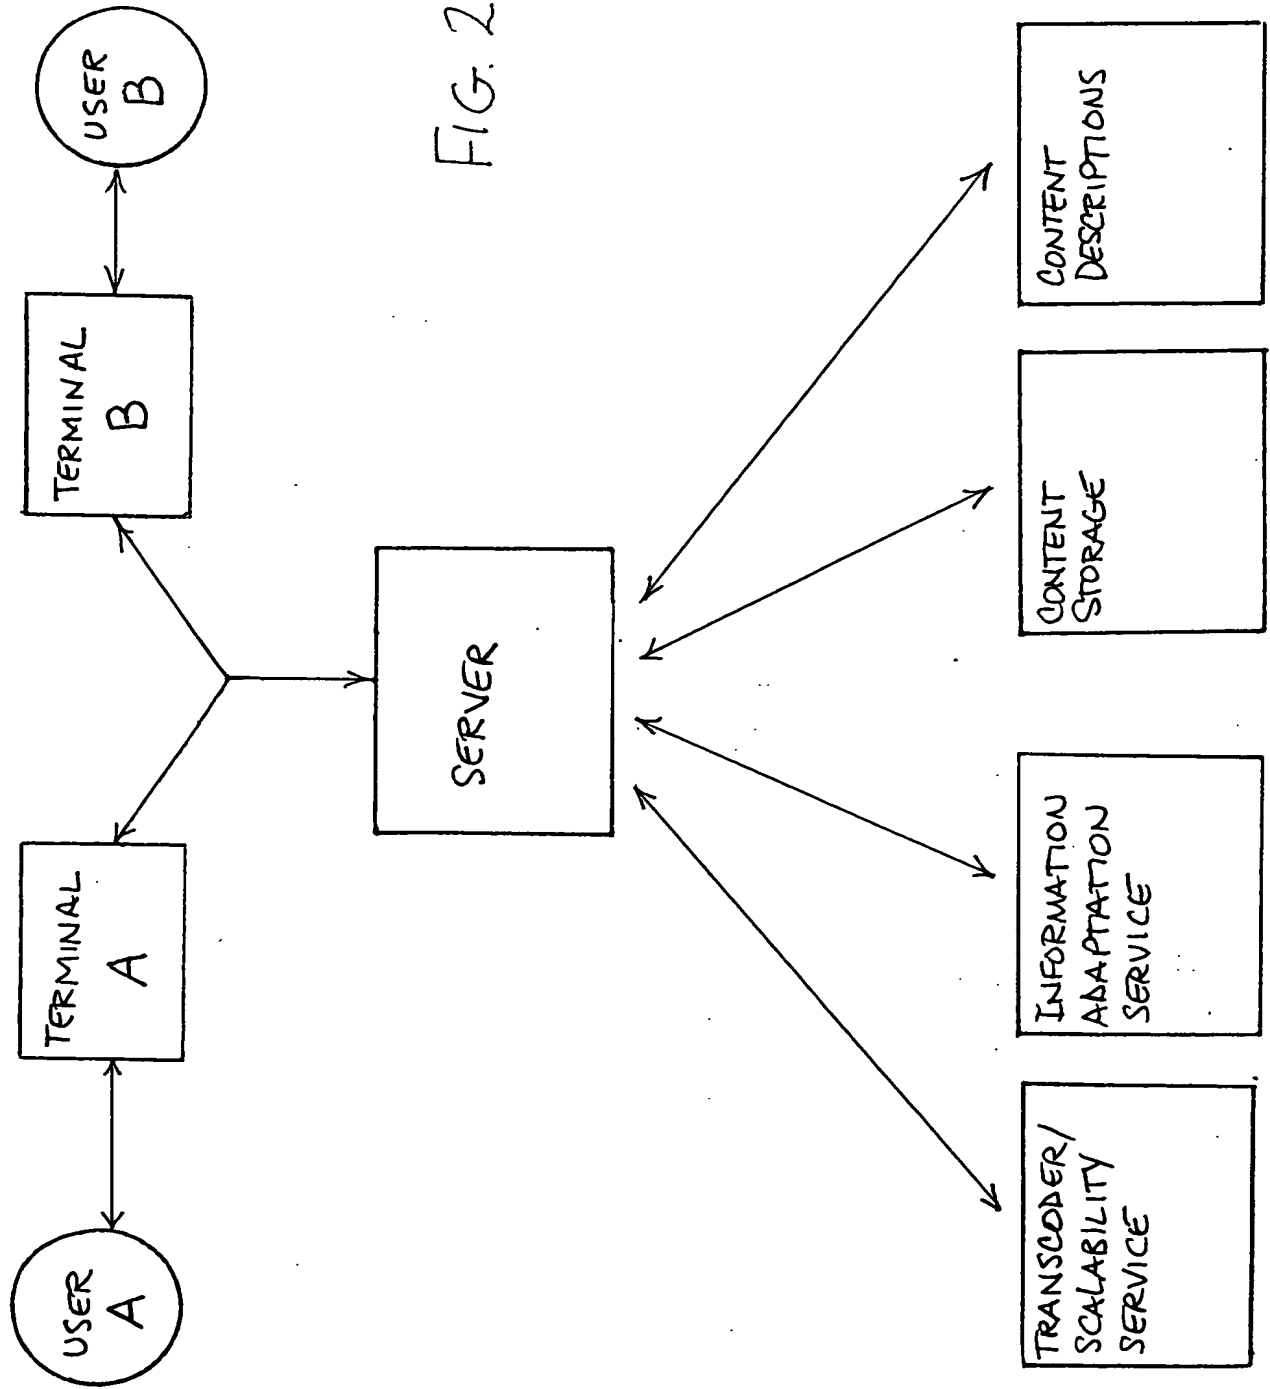 USER
A
TERMINAL
A
TERMINAL
B
USER
B
SERVER
FIG. 2
TRANSCODER/
SCALABILITY
SERVICE
INFORMATION
ADAPTATION
SERVICE
CONTENT
STORAGE
CONTENT
DESCRIPTIONS